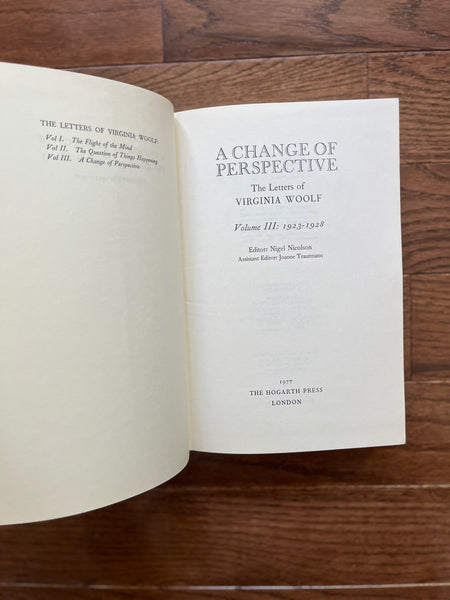 THE LETTERS OF VIRGINIA WOOLF
Vol I. The Flight of the Mind
Vol II. The Question of Things Happening
Vol III. A Change of Perspective
A CHANGE OF
PERSPECTIVE
The Letters of
VIRGINIA WOOLF
Volume III: 1923-1928
Editor: Nigel Nicolson
Assistant Editor: Joanne Trautmann
1977
THE HOGARTH PRESS
LONDON